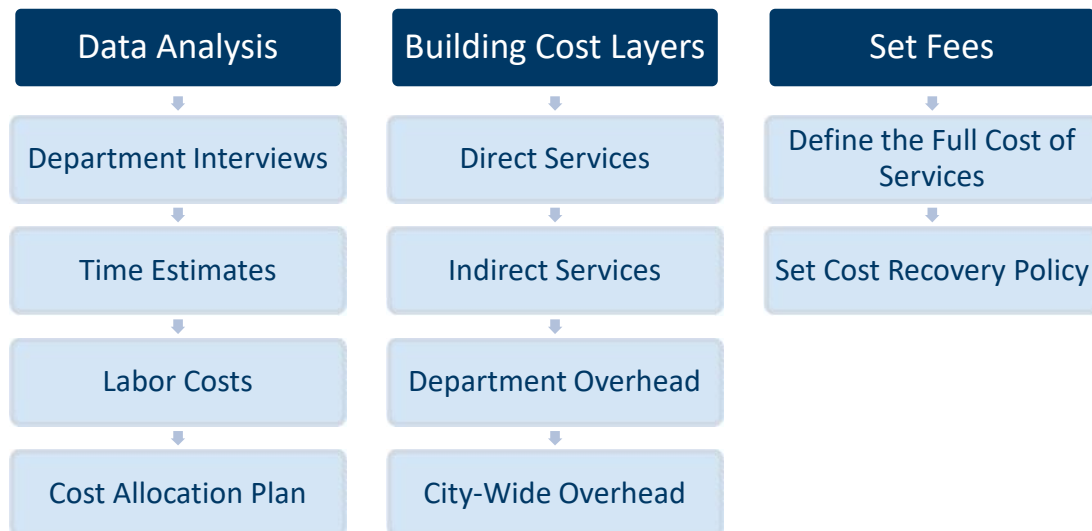 Data Analysis
Department Interviews
Time Estimates
Labor Costs
Cost Allocation Plan
Building Cost Layers
Direct Services
Indirect Services
Department Overhead
City-Wide Overhead
Set Fees
Define the Full Cost of
Services
Set Cost Recovery Policy